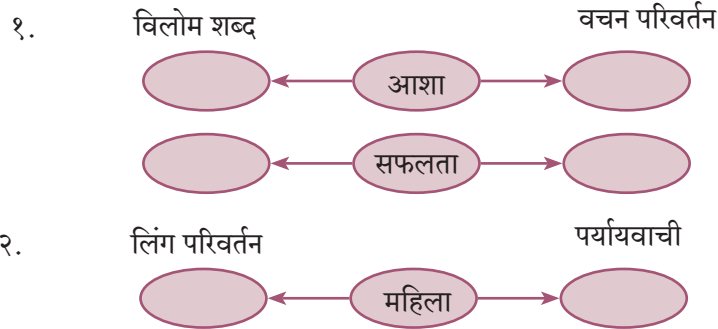 १. विलोम शब्द वचन परिवर्तन
आशा
सफलता
२. लिंग परिवर्तन पर्यायवाची
महिला